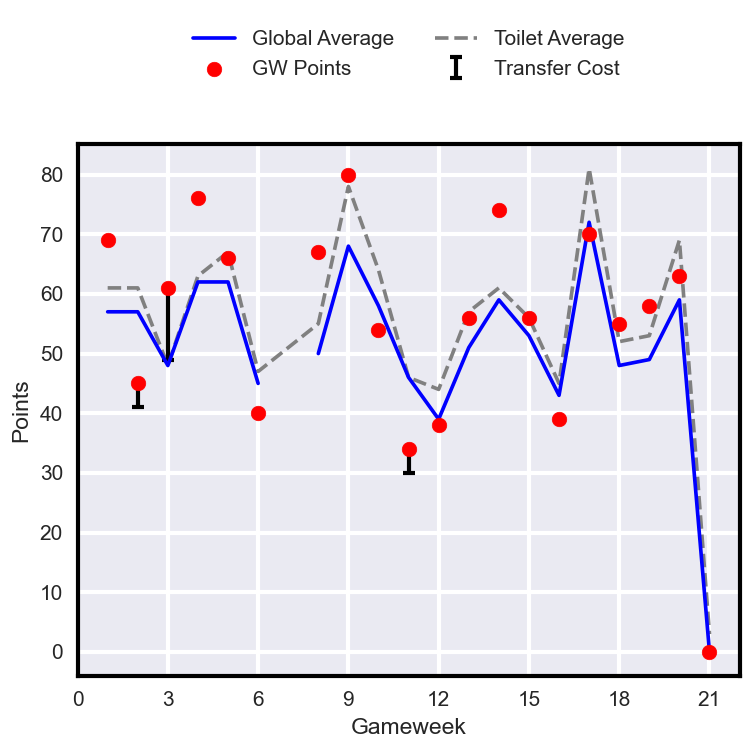 Global Average
GW Points
Toilet Average
Transfer Cost
80
70
60
50
40
30
20
10
0
Points
0 3 6 9 12 15 18 21
Gameweek